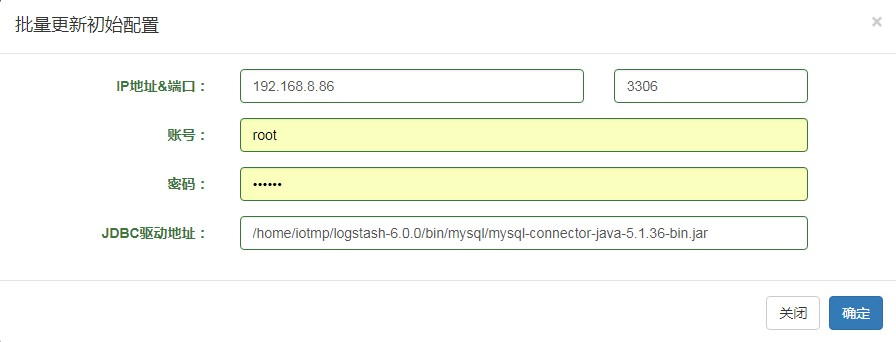 批量更新初始配置 ×
IP地址&端口： 192.168.8.86 3306
账号： root
密码： ••••••
JDBC驱动地址： /home/iotmp/logstash-6.0.0/bin/mysql/mysql-connector-java-5.1.36-bin.jar
关闭 确定